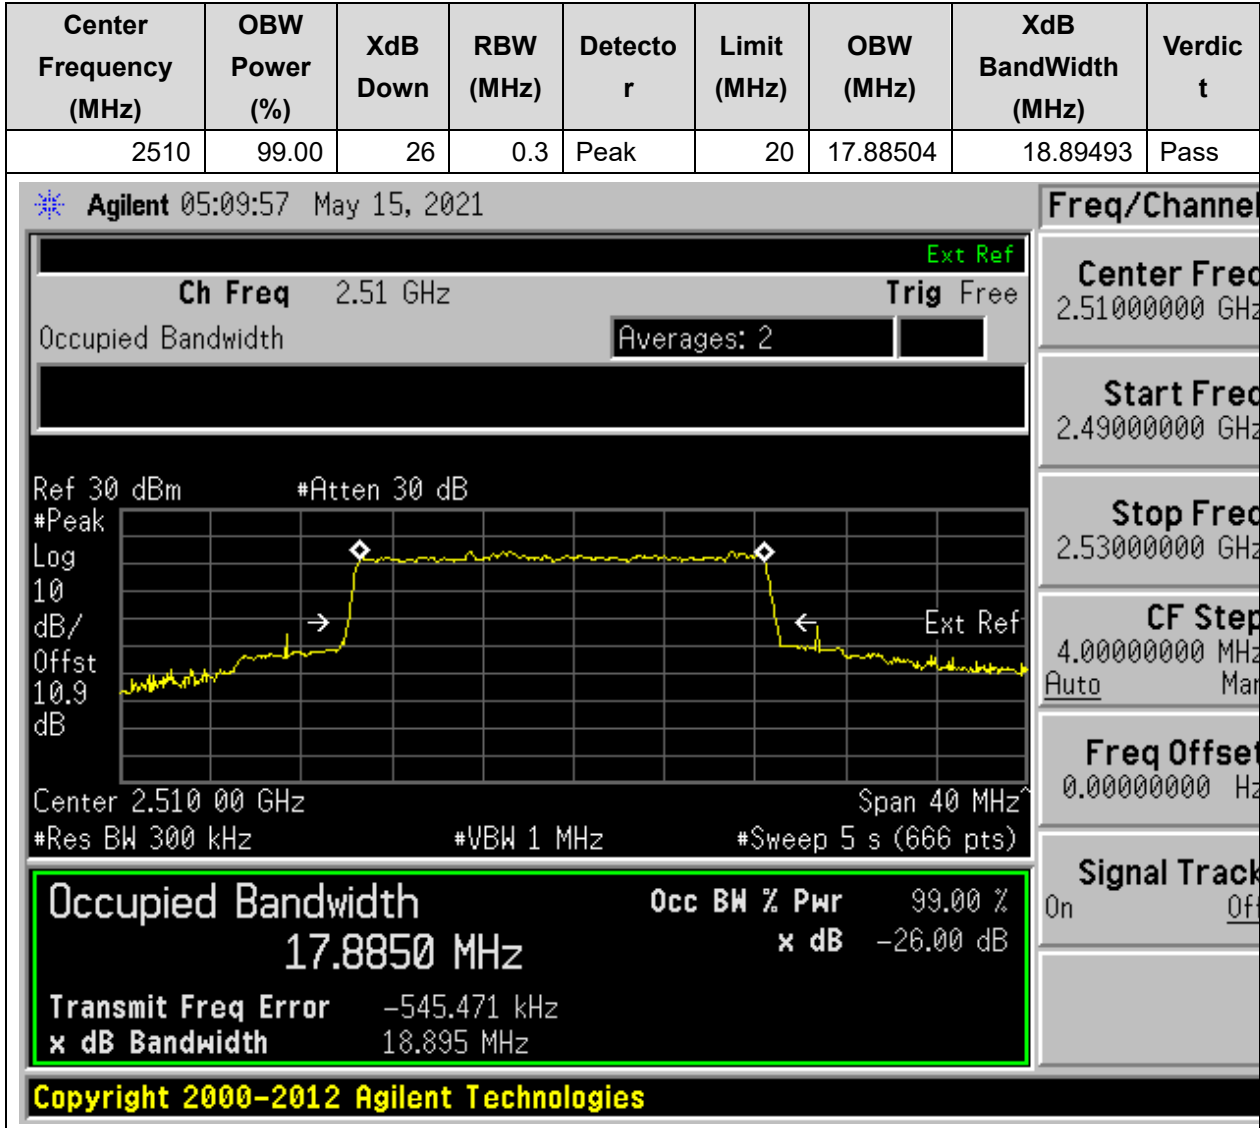 Center Frequency (MHz) OBW Power (%) XdB Down RBW (MHz) Detector Limit (MHz) OBW (MHz) XdB BandWidth (MHz) Verdict
2510 99.00 26 0.3 Peak 20 17.88504 18.89493 Pass
Agilent 05:09:57 May 15, 2021
Freq/Channel
Ext Ref
Ch Freq 2.51 GHz Trig Free
Occupied Bandwidth Averages: 2
Center Freq
2.51000000 GHz
Start Freq
2.49000000 GHz
Stop Freq
2.53000000 GHz
CF Step
4.00000000 MHz
Auto Man
Freq Offset
0.00000000 Hz
Signal Track
On Off
Ref 30 dBm #Atten 30 dB
#Peak
Log
10
dB/
Offst
10.9
dB
Ext Ref
Center 2.510 00 GHz Span 40 MHz^
#Res BW 300 kHz #VBW 1 MHz #Sweep 5 s (666 pts)
Occupied Bandwidth
17.8850 MHz
Occ BW % Pwr 99.00 %
x dB -26.00 dB
Transmit Freq Error -545.471 kHz
x dB Bandwidth 18.895 MHz
Copyright 2000-2012 Agilent Technologies